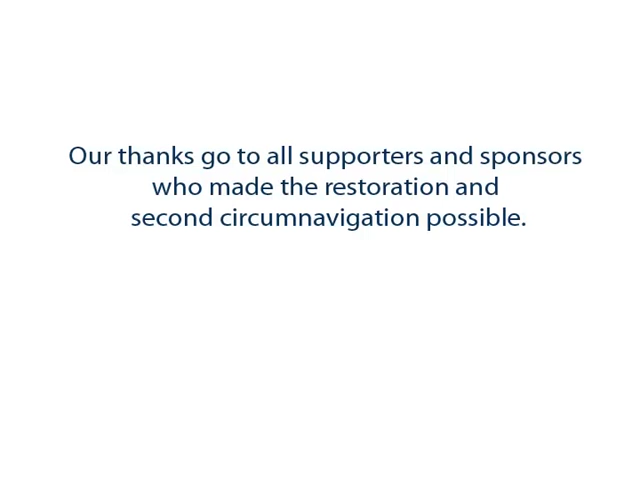 Our thanks go to all supporters and sponsors
who made the restoration and
second circumnavigation possible.